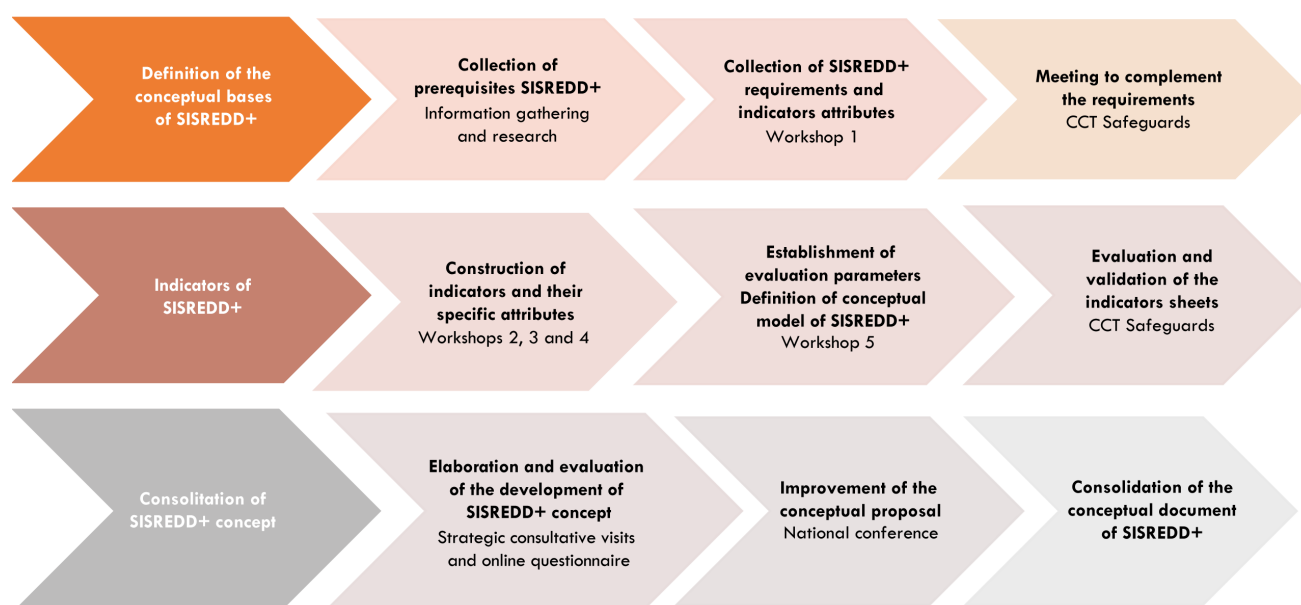 Definition of the
conceptual bases
of SISREDD+
Collection of
prerequisites SISREDD+
Information gathering
and research
Collection of SISREDD+
requirements and
indicators attributes
Workshop 1
Meeting to complement
the requirements
CCT Safeguards
Indicators of
SISREDD+
Construction of
indicators and their
specific attributes
Workshops 2, 3 and 4
Establishment of
evaluation parameters
Definition of conceptual
model of SISREDD+
Workshop 5
Evaluation and
validation of the
indicators sheets
CCT Safeguards
Consolitation of
SISREDD+ concept
Elaboration and evaluation
of the development of
SISREDD+ concept
Strategic consultative visits
and online questionnaire
Improvement of the
conceptual proposal
National conference
Consolidation of the
conceptual document
of SISREDD+